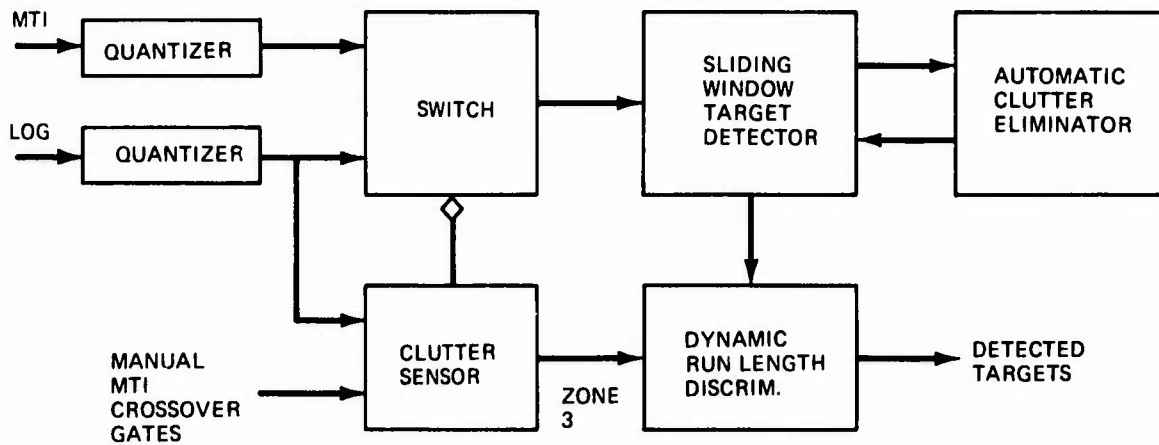 MTI
QUANTIZER
LOG
QUANTIZER
SWITCH
SLIDING
WINDOW
TARGET
DETECTOR
AUTOMATIC
CLUTTER
ELIMINATOR
MANUAL
MTI
CROSSOVER
GATES
CLUTTER
SENSOR
ZONE
3
DYNAMIC
RUN LENGTH
DISCRIM.
DETECTED
TARGETS